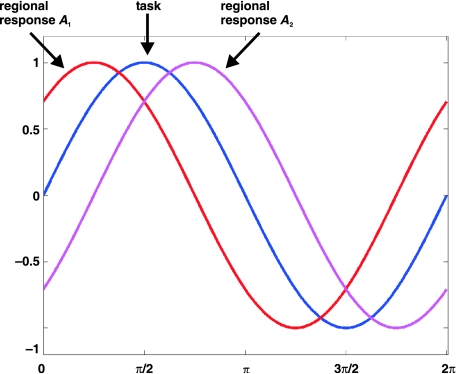 regional
response A₁
task
regional
response A₂
1
0.5
0
−0.5
−1
0
π/2
π
3π/2
2π